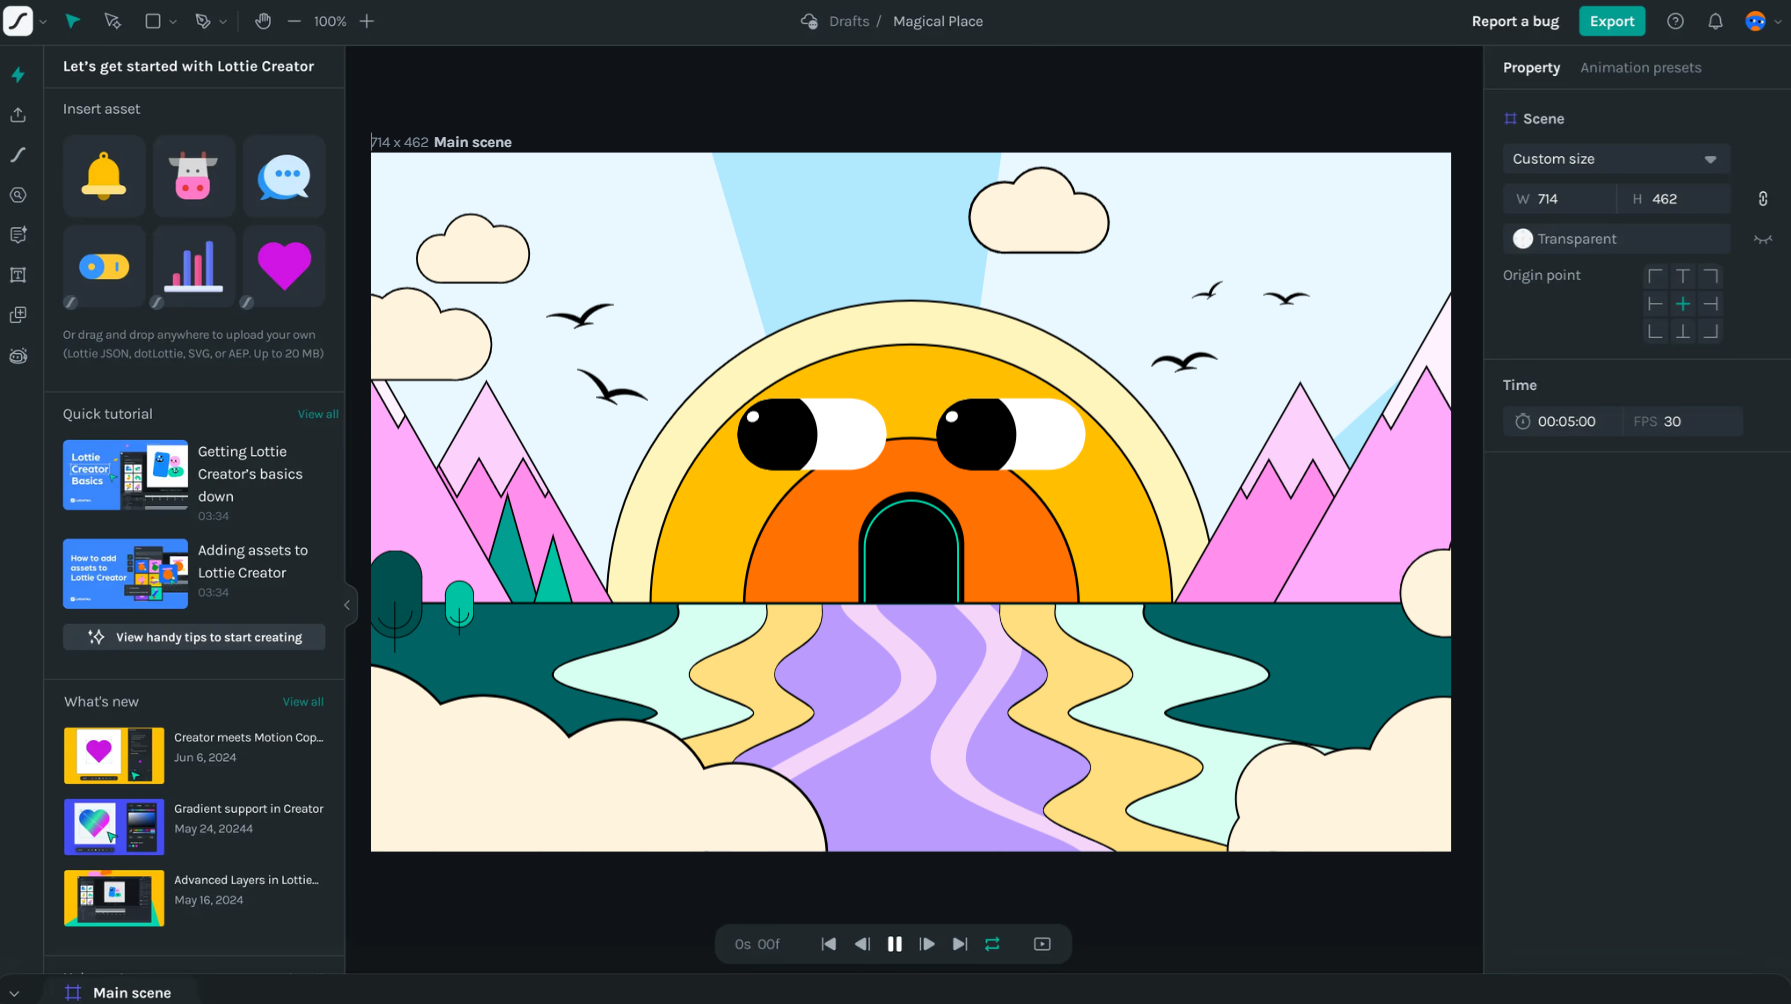 100%
Drafts / Magical Place
Report a bug
Export
Let's get started with Lottie Creator
Insert asset
Or drag and drop anywhere to upload your own
(Lottie JSON, dotLottie, SVG, or AEP. Up to 20 MB)
Quick tutorial
View all
Lottie
Creator
Basics
Getting Lottie
Creator's basics
down
03:34
How to add
assets to
Lottie Creator
Adding assets to
Lottie Creator
03:34
View handy tips to start creating
What's new
View all
Creator meets Motion Cop...
Jun 6, 2024
Gradient support in Creator
May 24, 20244
Advanced Layers in Lottie...
May 16, 2024
714 x 462 Main scene
0s 00f
Property
Animation presets
Scene
Custom size
W 714
H 462
Transparent
Origin point
Time
00:05:00
FPS 30
Main scene